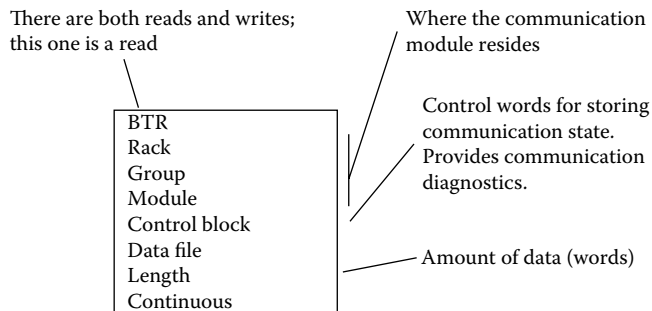 There are both reads and writes;
this one is a read
Where the communication
module resides
Control words for storing
communication state.
Provides communication
diagnostics.
BTR
Rack
Group
Module
Control block
Data file
Length
Continuous
Amount of data (words)